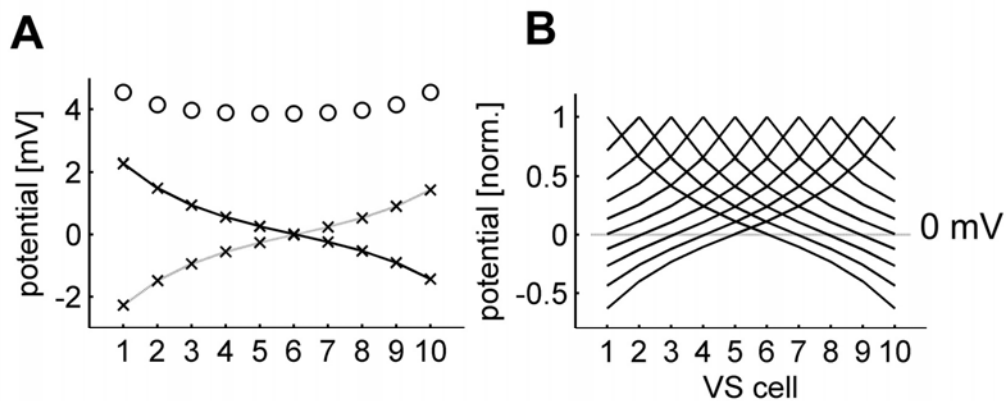 A
potential [mV]
4
2
0
-2
1 2 3 4 5 6 7 8 9 10
B
potential [norm.]
1
0.5
0
-0.5
0 mV
1 2 3 4 5 6 7 8 9 10
VS cell